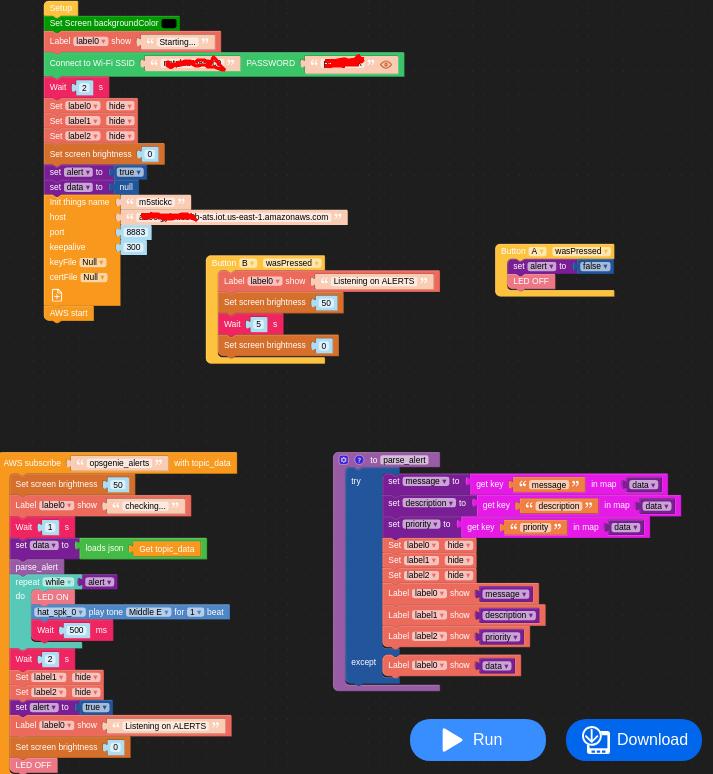 Setup
Set Screen backgroundColor
Label label0 show “ Starting... ”
Connect to Wi-Fi SSID “ ” PASSWORD “ ”
Wait 2 s
Set label0 hide
Set label1 hide
Set label2 hide
Set screen brightness 0
set alert to true
set data to null
Init things name “ m5stickc ”
host “ -ats.iot.us-east-1.amazonaws.com ”
port 8883
keepalive 300
keyFile Null
certFile Null
AWS start
Button B wasPressed
Label label0 show “ Listening on ALERTS ”
Set screen brightness 50
Wait 5 s
Set screen brightness 0
Button A wasPressed
set alert to false
LED OFF
AWS subscribe “ opsgenie_alerts ” with topic_data
Set screen brightness 50
Label label0 show “ checking... ”
Wait 1 s
set data to loads json Get topic_data
parse_alert
repeat while alert
do LED ON
hat_spk_0 play tone Middle E for 1 beat
Wait 500 ms
Wait 2 s
Set label1 hide
Set label2 hide
set alert to true
Label label0 show “ Listening on ALERTS ”
Set screen brightness 0
LED OFF
? to parse_alert
try set message to get key “ message ” in map data
set description to get key “ description ” in map data
set priority to get key “ priority ” in map data
Set label0 hide
Set label1 hide
Set label2 hide
Label label0 show message
Label label1 show description
Label label2 show priority
except Label label0 show data
Run
Download